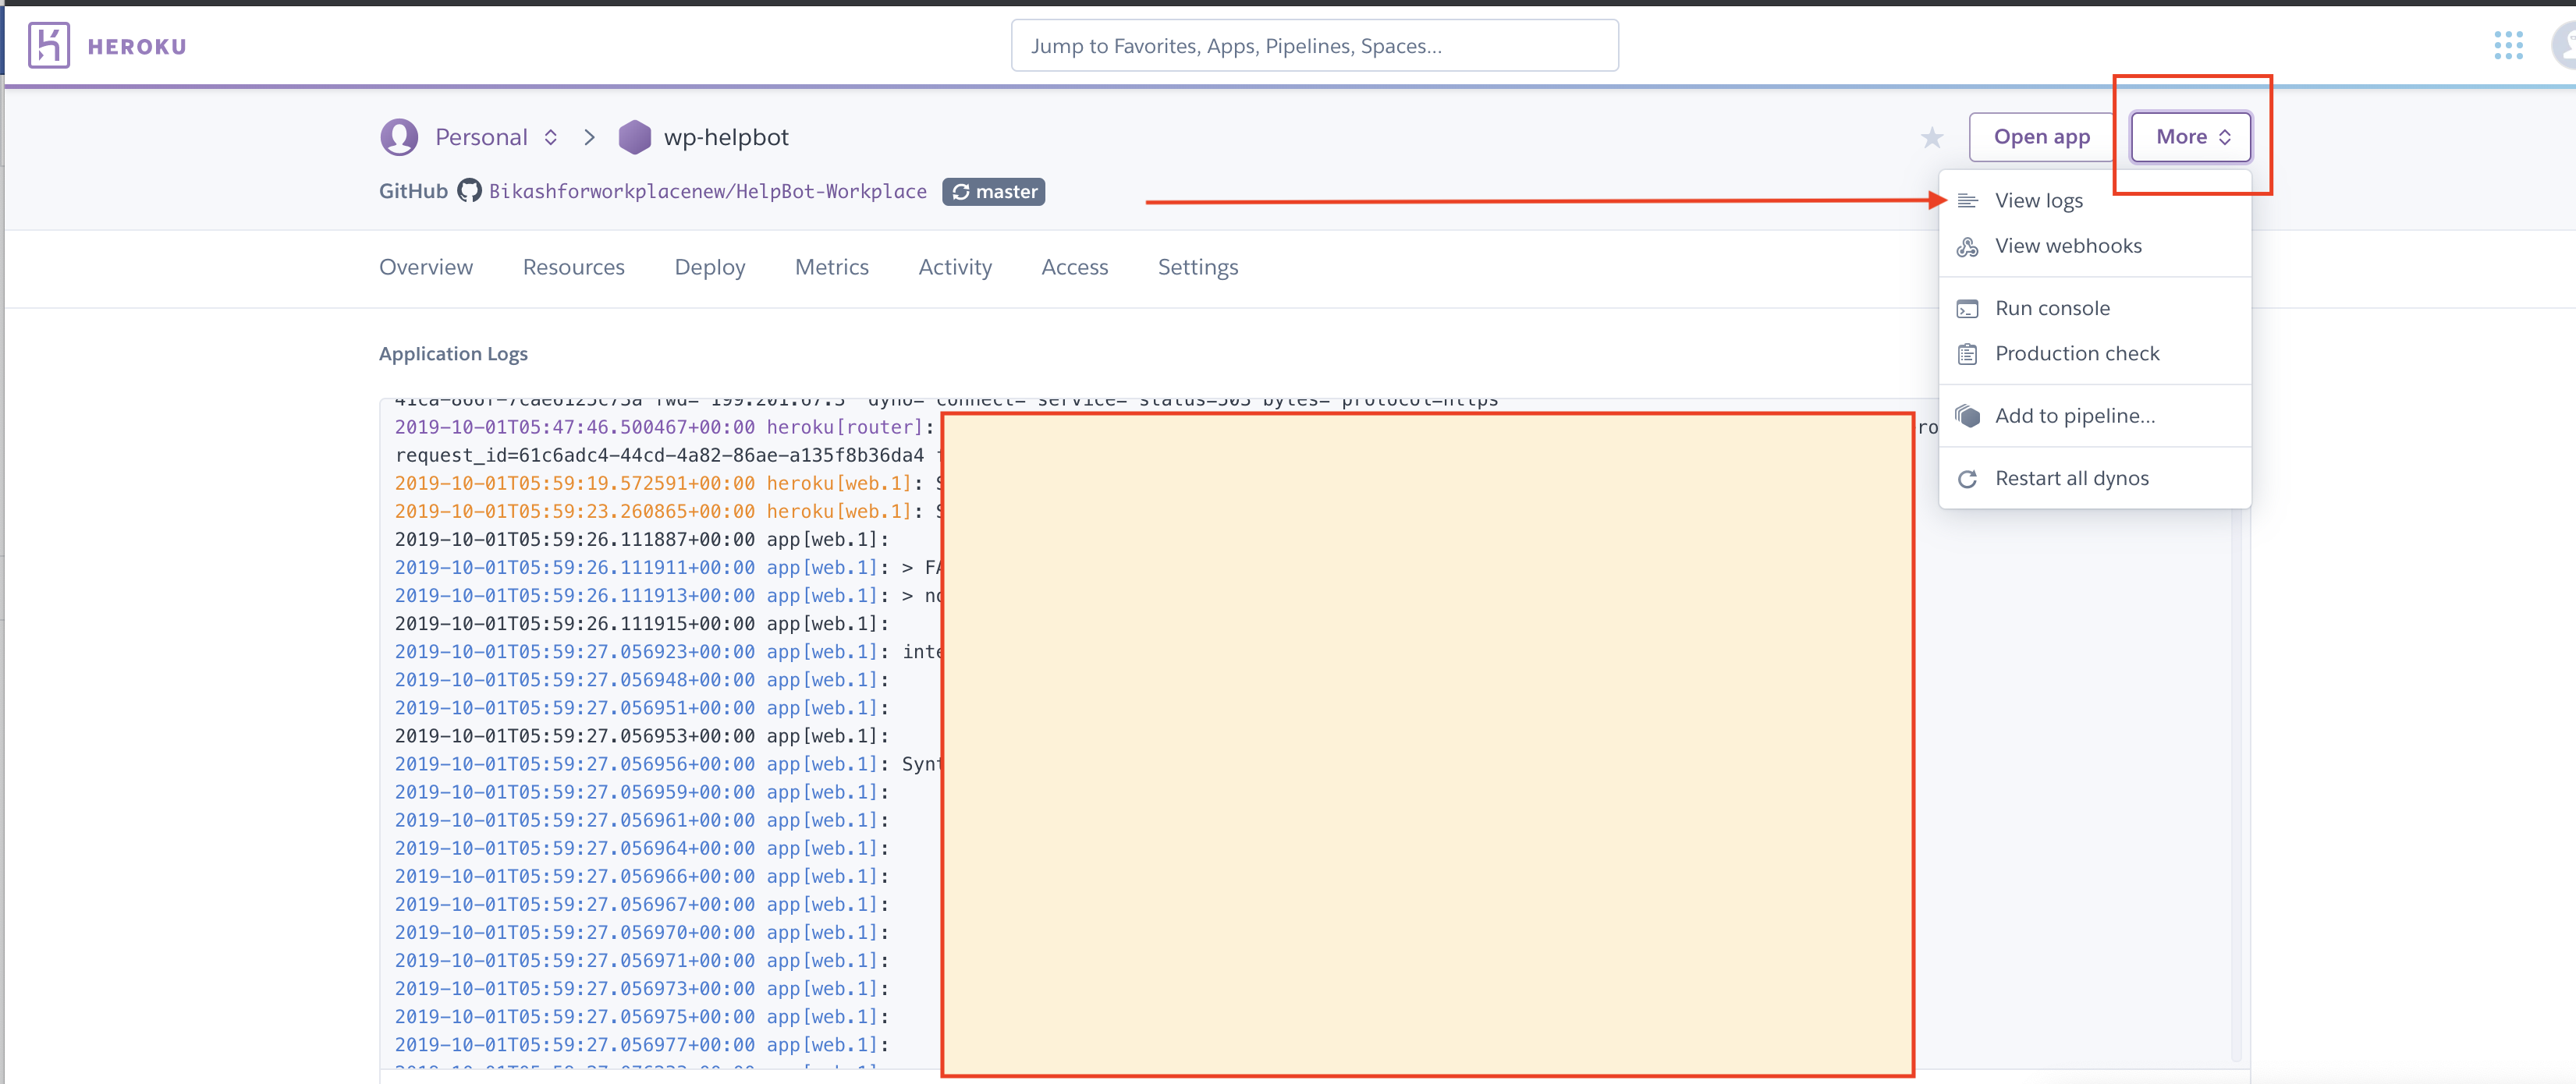 HEROKU
Jump to Favorites, Apps, Pipelines, Spaces...
Personal > wp-helpbot
Open app
More
GitHub Bikashforworkplacenew/HelpBot-Workplace master
View logs
View webhooks
Run console
Production check
Add to pipeline...
Restart all dynos
Overview Resources Deploy Metrics Activity Access Settings
Application Logs
dyno= connect= service= status=503 bytes= protocol=https
2019-10-01T05:47:46.500467+00:00 heroku[router]:
request_id=61c6adc4-44cd-4a82-86ae-a135f8b36da4
2019-10-01T05:59:19.572591+00:00 heroku[web.1]: S
2019-10-01T05:59:23.260865+00:00 heroku[web.1]: S
2019-10-01T05:59:26.111887+00:00 app[web.1]:
2019-10-01T05:59:26.111911+00:00 app[web.1]: > FA
2019-10-01T05:59:26.111913+00:00 app[web.1]: > no
2019-10-01T05:59:26.111915+00:00 app[web.1]:
2019-10-01T05:59:27.056923+00:00 app[web.1]: inte
2019-10-01T05:59:27.056948+00:00 app[web.1]:
2019-10-01T05:59:27.056951+00:00 app[web.1]:
2019-10-01T05:59:27.056953+00:00 app[web.1]:
2019-10-01T05:59:27.056956+00:00 app[web.1]: Synt
2019-10-01T05:59:27.056959+00:00 app[web.1]:
2019-10-01T05:59:27.056961+00:00 app[web.1]:
2019-10-01T05:59:27.056964+00:00 app[web.1]:
2019-10-01T05:59:27.056966+00:00 app[web.1]:
2019-10-01T05:59:27.056967+00:00 app[web.1]:
2019-10-01T05:59:27.056970+00:00 app[web.1]:
2019-10-01T05:59:27.056971+00:00 app[web.1]:
2019-10-01T05:59:27.056973+00:00 app[web.1]:
2019-10-01T05:59:27.056975+00:00 app[web.1]:
2019-10-01T05:59:27.056977+00:00 app[web.1]: